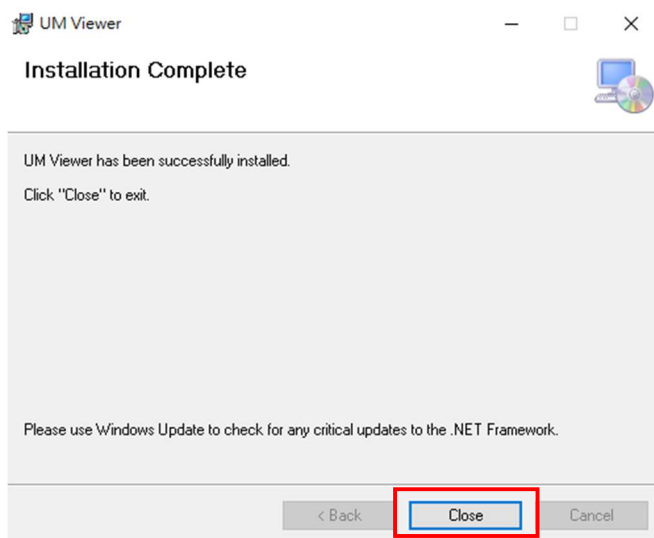 UM Viewer
Installation Complete
UM Viewer has been successfully installed.
Click "Close" to exit.
Please use Windows Update to check for any critical updates to the .NET Framework.
< Back
Close
Cancel